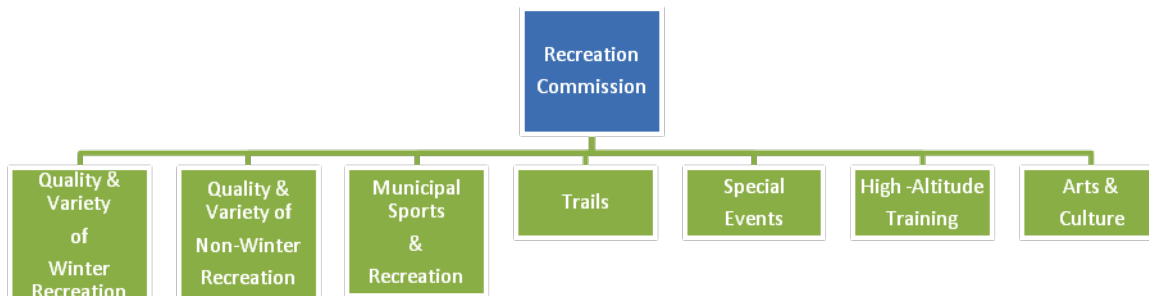 Recreation
Commission
Quality &
Variety
of
Winter
Recreation
Quality &
Variety of
Non-Winter
Recreation
Municipal
Sports
&
Recreation
Trails
Special
Events
High -Altitude
Training
Arts &
Culture